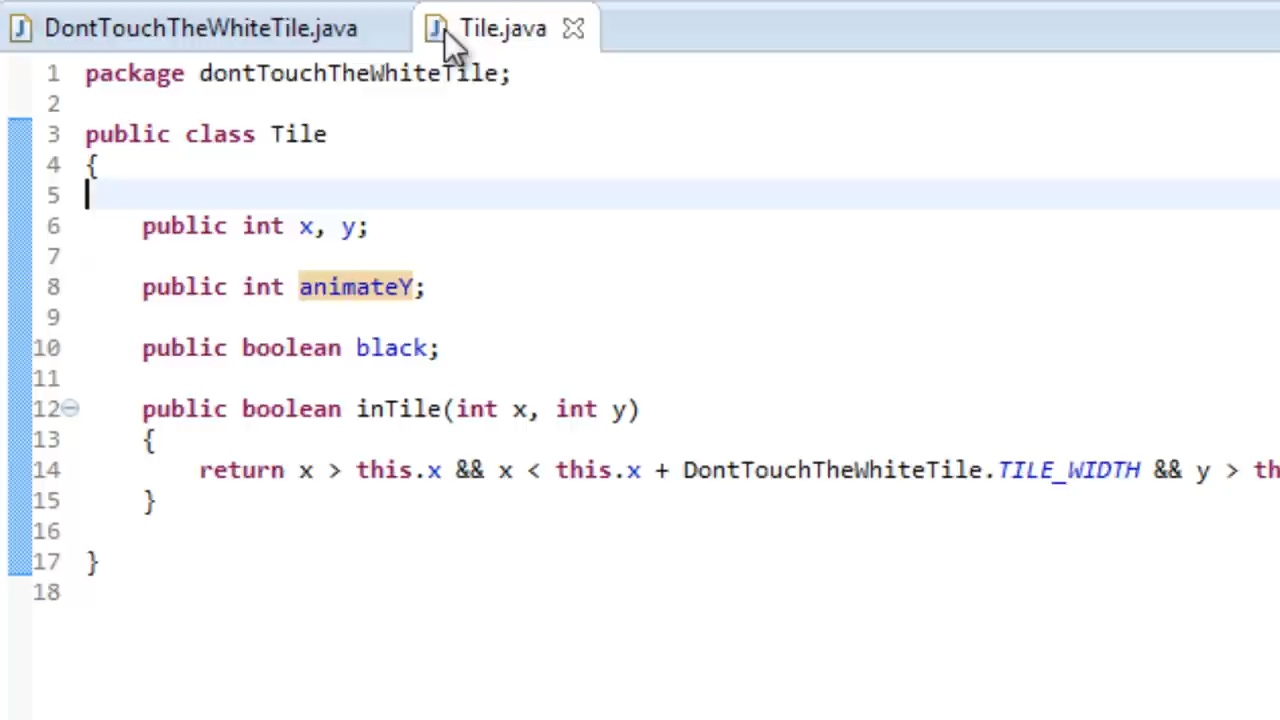 DontTouchTheWhiteTile.java
Tile.java
1 package dontTouchTheWhiteTile;
2
3 public class Tile
4 {
5
6 public int x, y;
7
8 public int animateY;
9
10 public boolean black;
11
12 public boolean inTile(int x, int y)
13 {
14 return x > this.x && x < this.x + DontTouchTheWhiteTile.TILE_WIDTH && y > th
15 }
16
17 }
18